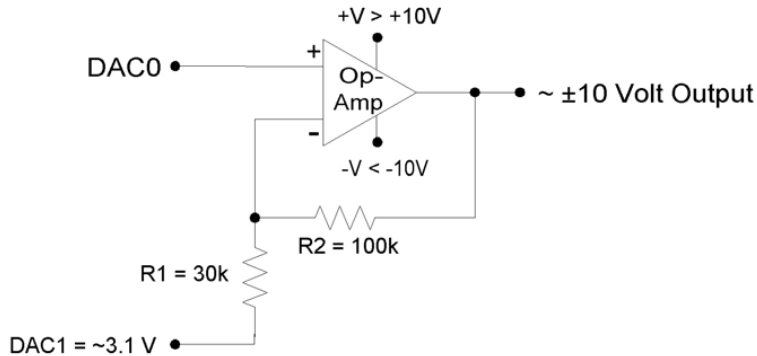 +V > +10V
+
DAC0
Op-
Amp
~ ±10 Volt Output
-
-V < -10V
R2 = 100k
R1 = 30k
DAC1 = ~3.1 V